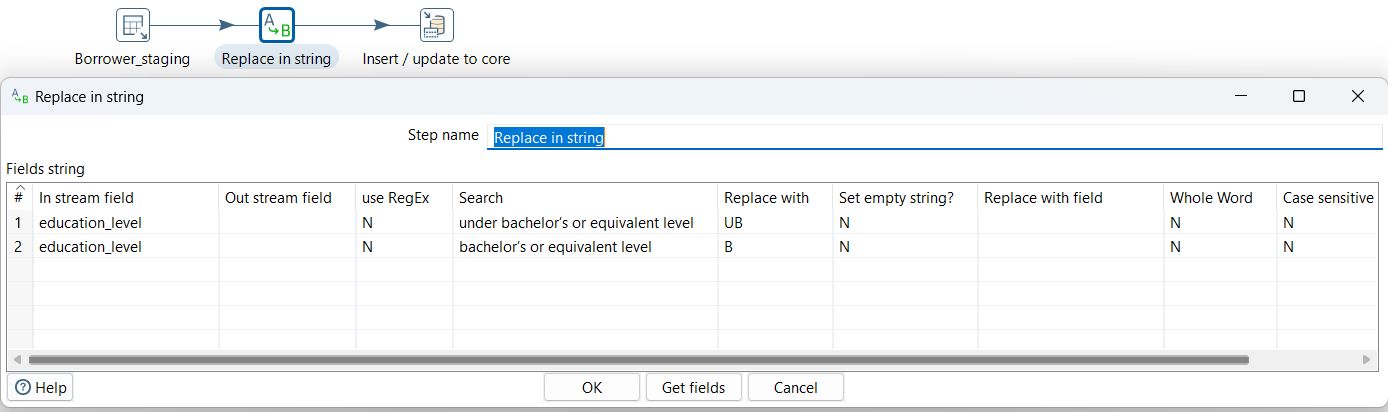 A B
Borrower_staging Replace in string Insert / update to core
A B Replace in string
Step name Replace in string
Fields string
# In stream field Out stream field use RegEx Search Replace with Set empty string? Replace with field Whole Word Case sensitive
1 education_level N under bachelor’s or equivalent level UB N N N
2 education_level N bachelor’s or equivalent level B N N N
? Help OK Get fields Cancel